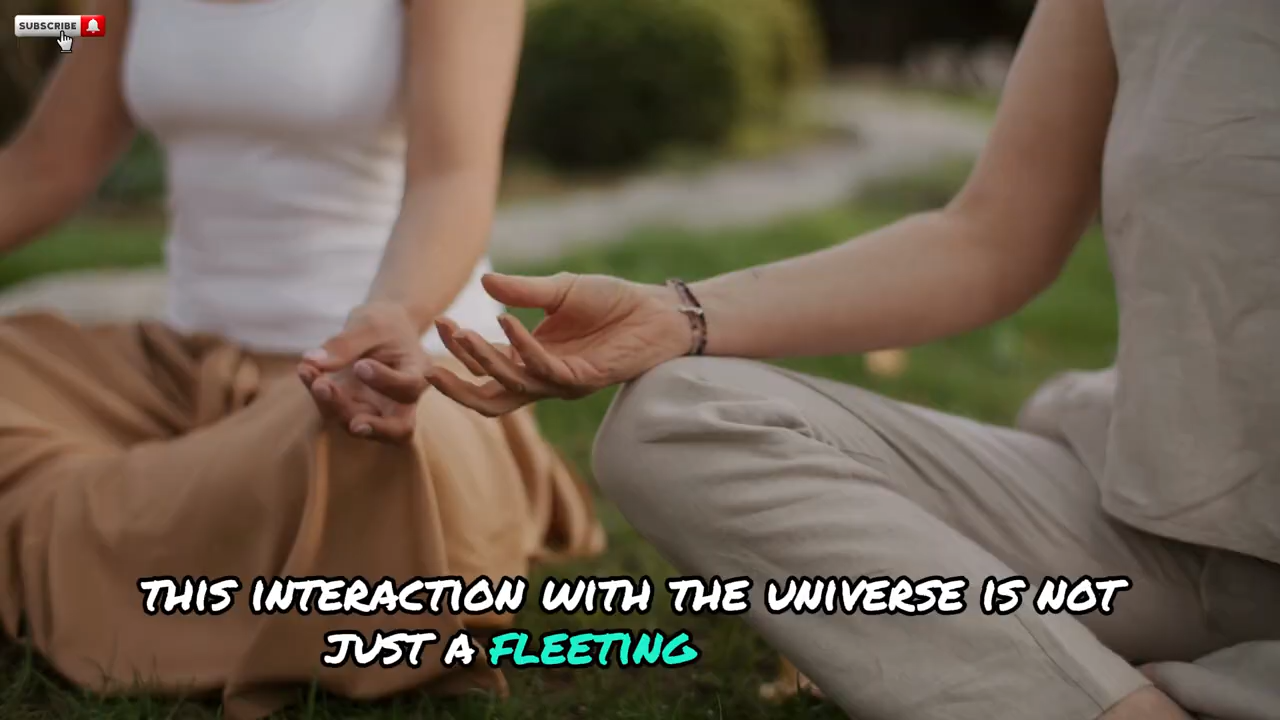 SUBSCRIBE
THIS INTERACTION WITH THE UNIVERSE IS NOT
JUST A FLEETING